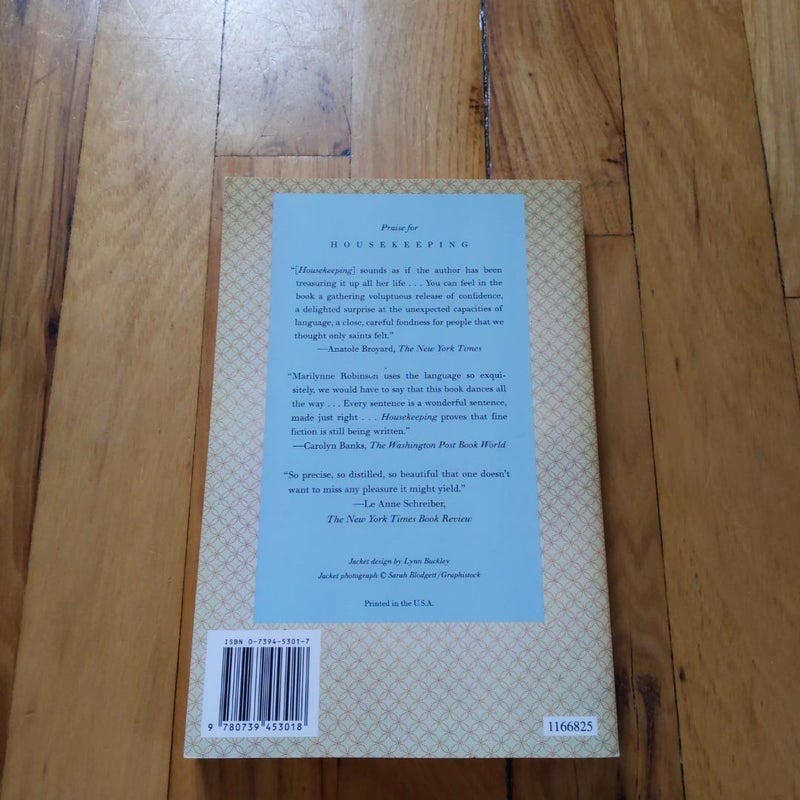 Praise for
HOUSEKEEPING
“[Housekeeping] sounds as if the author has been
treasuring it up all her life . . . You can feel in the
book a gathering voluptuous release of confidence,
a delighted surprise at the unexpected capacities of
language, a close, careful fondness for people that we
thought only saints felt.”
—Anatole Broyard, The New York Times
“Marilynne Robinson uses the language so exqui-
sitely, we would have to say that this book dances all
the way . . . Every sentence is a wonderful sentence,
made just right . . . Housekeeping proves that fine
fiction is still being written.”
—Carolyn Banks, The Washington Post Book World
“So precise, so distilled, so beautiful that one doesn’t
want to miss any pleasure it might yield.”
—Le Anne Schreiber,
The New York Times Book Review
Jacket design by Lynn Buckley
Jacket photograph © Sarah Blodgett/Graphistock
Printed in the U.S.A.
ISBN 0-7394-5301-7
9 780739 453018
1166825